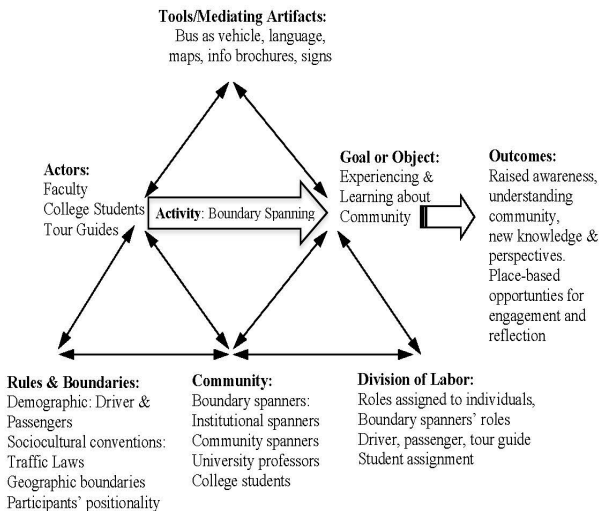 Tools/Mediating Artifacts:
Bus as vehicle, language,
maps, info brochures, signs
Actors:
Faculty
College Students
Tour Guides
Activity: Boundary Spanning
Goal or Object:
Experiencing &
Learning about
Community
Outcomes:
Raised awareness,
understanding
community,
new knowledge &
perspectives.
Place-based
opportunties for
engagement and
reflection
Rules & Boundaries:
Demographic: Driver &
Passengers
Sociocultural conventions:
Traffic Laws
Geographic boundaries
Participants' positionality
Community:
Boundary spanners:
Institutional spanners
Community spanners
University professors
College students
Division of Labor:
Roles assigned to individuals,
Boundary spanners' roles
Driver, passenger, tour guide
Student assignment